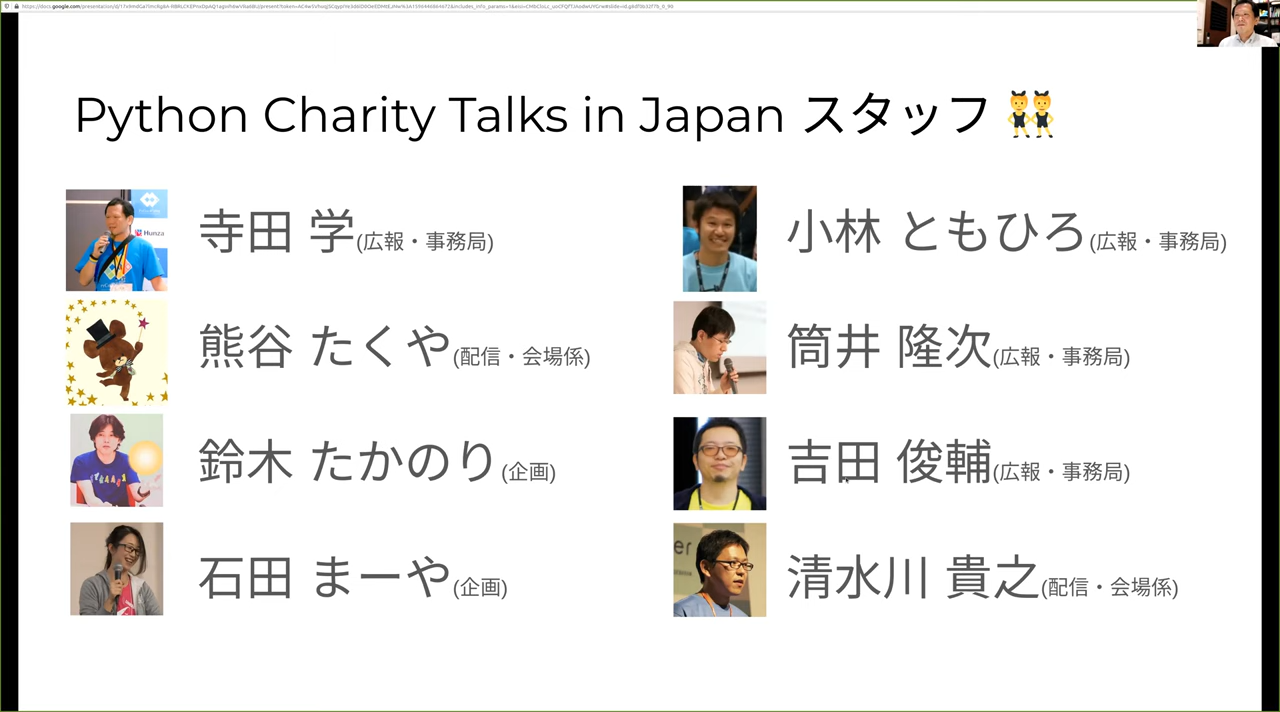 Python Charity Talks in Japan スタッフ
寺田 学(広報・事務局)
小林 ともひろ(広報・事務局)
熊谷 たくや(配信・会場係)
筒井 隆次(広報・事務局)
鈴木 たかのり(企画)
吉田 俊輔(広報・事務局)
石田 まーや(企画)
清水川 貴之(配信・会場係)
Hunza
er